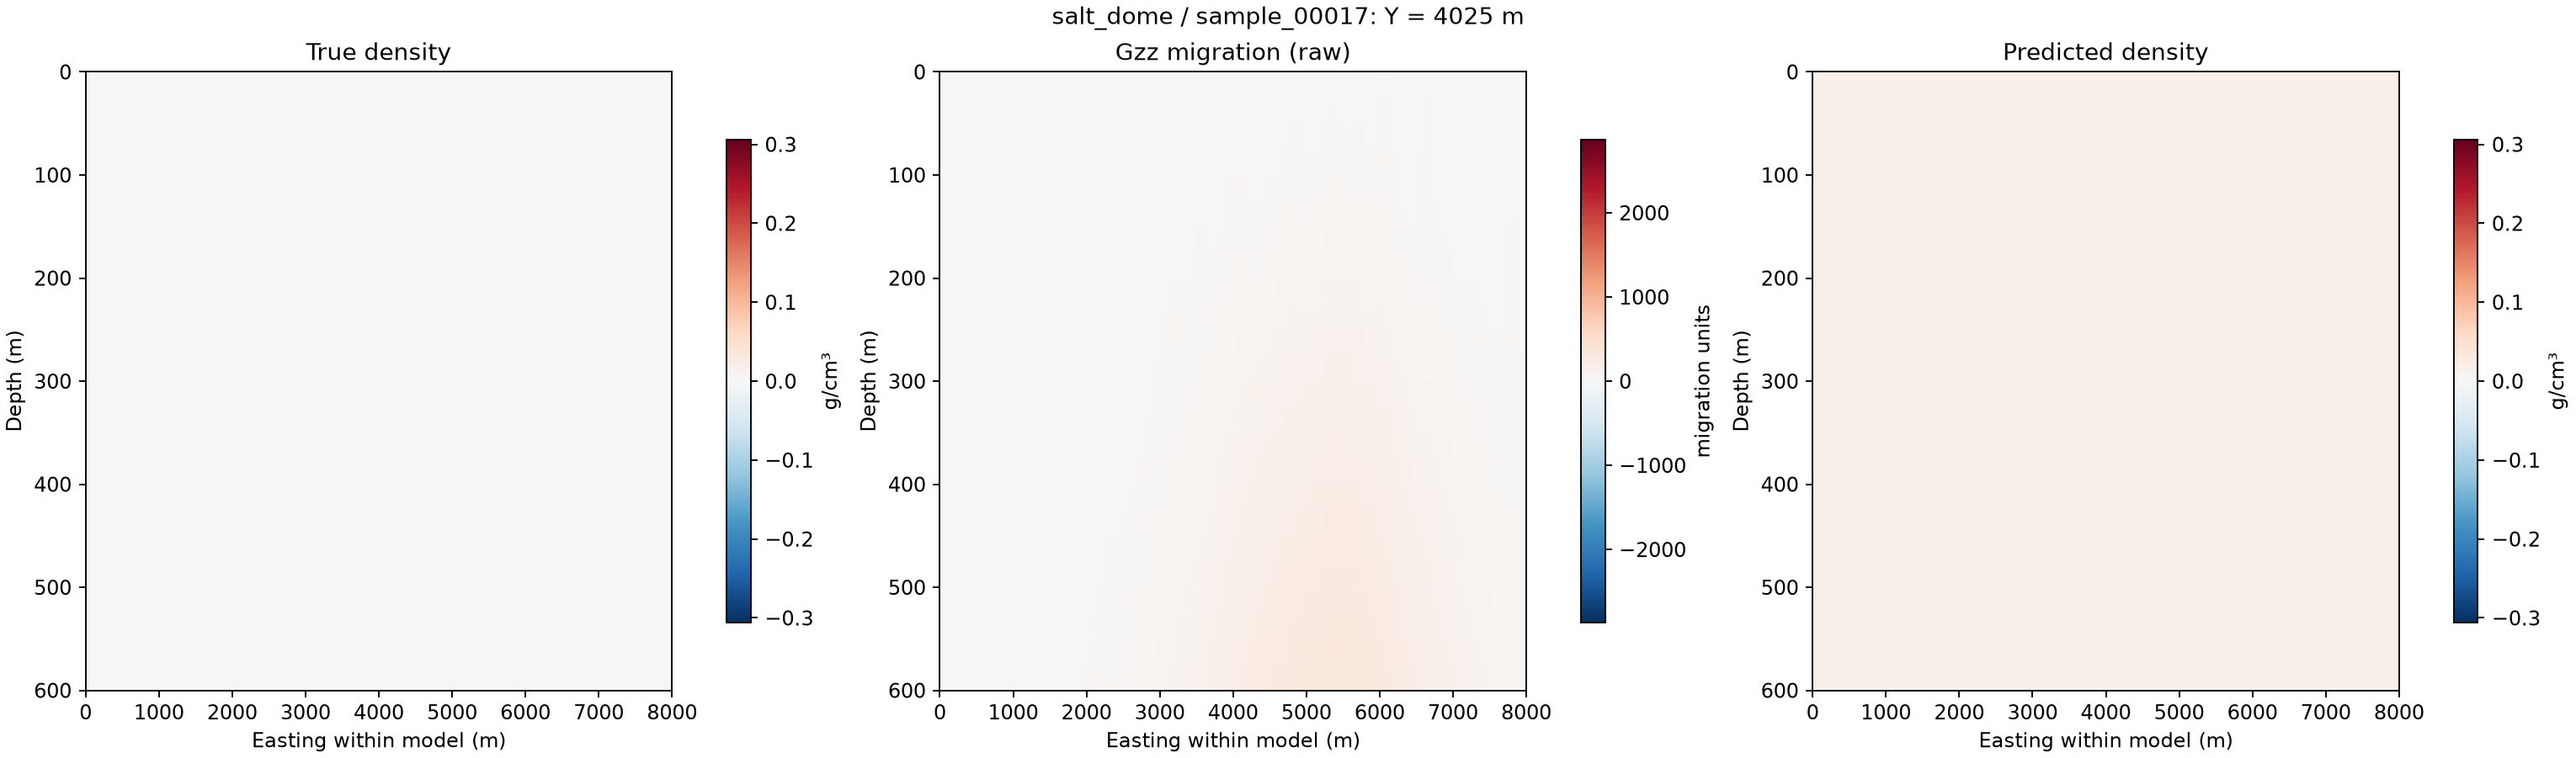 salt_dome / sample_00017: Y = 4025 m
True density
0
100
200
300
400
500
600
Depth (m)
0 1000 2000 3000 4000 5000 6000 7000 8000
Easting within model (m)
0.3
0.2
0.1
0.0
−0.1
−0.2
−0.3
g/cm³
Gzz migration (raw)
0
100
200
300
400
500
600
Depth (m)
0 1000 2000 3000 4000 5000 6000 7000 8000
Easting within model (m)
2000
1000
0
−1000
−2000
migration units
Predicted density
0
100
200
300
400
500
600
Depth (m)
0 1000 2000 3000 4000 5000 6000 7000 8000
Easting within model (m)
0.3
0.2
0.1
0.0
−0.1
−0.2
−0.3
g/cm³